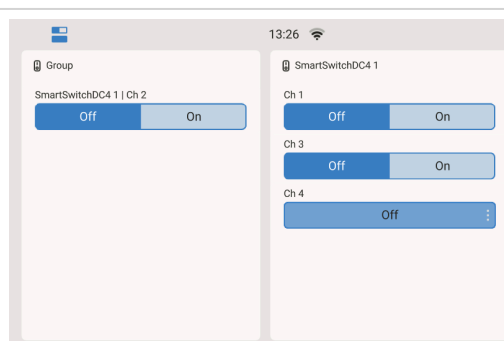 13:26
Group
SmartSwitchDC4 1 | Ch 2
Off On
SmartSwitchDC4 1
Ch 1
Off On
Ch 3
Off On
Ch 4
Off